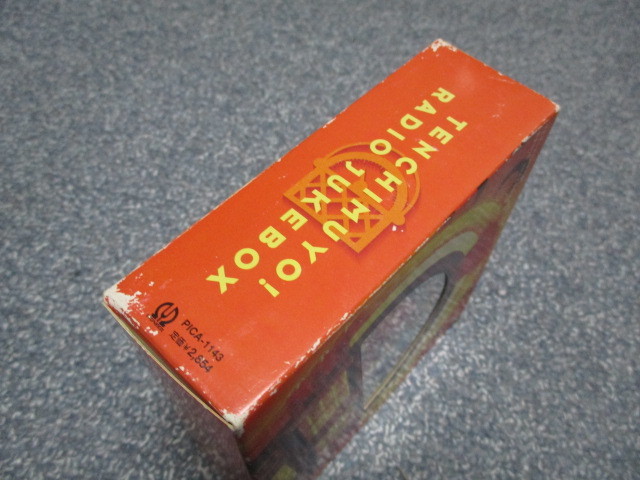 TENCHIMUYO!
RADIO JUKEBOX
PICA-1143
定価¥2,854